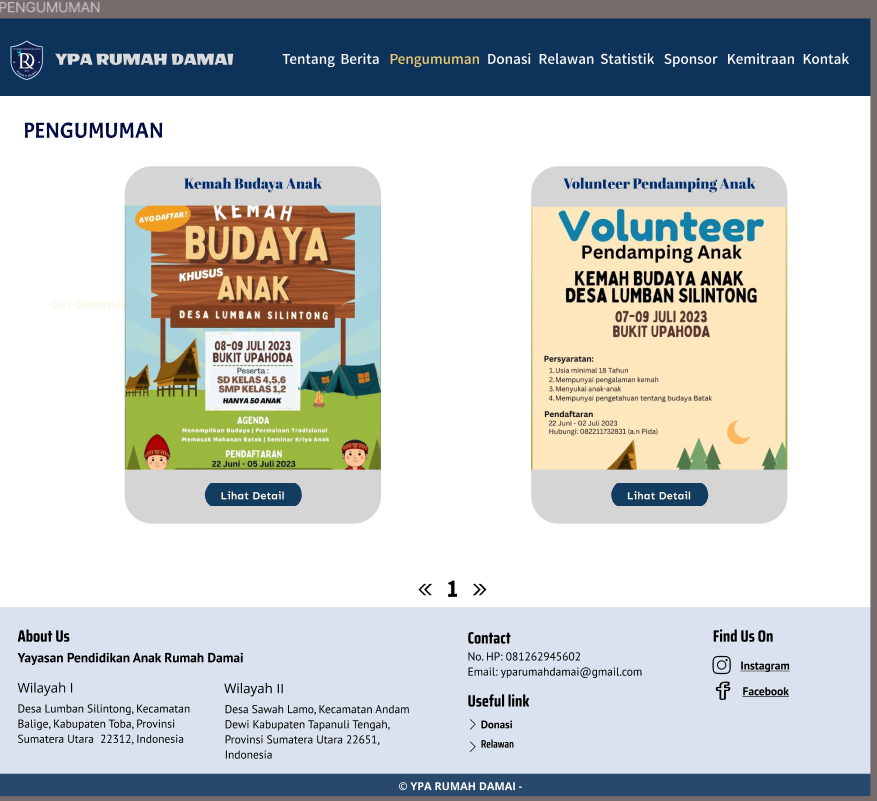 PENGUMUMAN
YPA RUMAH DAMAI
Tentang Berita Pengumuman Donasi Relawan Statistik Sponsor Kemitraan Kontak
PENGUMUMAN
Kemah Budaya Anak
AYO DAFTAR!
KEMAH
BUDAYA
KHUSUS
ANAK
DESA LUMBAN SILINTONG
08-09 JULI 2023
BUKIT UPAHODA
Peserta :
SD KELAS 4,5,6
SMP KELAS 1,2
HANYA 50 ANAK
AGENDA
Menampilkan Budaya | Permainan Tradisional
Memasak Makanan Batak | Seminar Kriya Anak
PENDAFTARAN
22 Juni - 05 Juli 2023
Lihat Detail
Get Donation
Volunteer Pendamping Anak
Volunteer
Pendamping Anak
KEMAH BUDAYA ANAK
DESA LUMBAN SILINTONG
07-09 JULI 2023
BUKIT UPAHODA
Persyaratan:
1. Usia minimal 18 Tahun
2. Mempunyai pengalaman kemah
3. Menyukai anak-anak
4. Mempunyai pengetahuan tentang budaya Batak
Pendaftaran
22 Juni - 02 Juli 2023
Hubungi: 082211732831 (a.n Pida)
Lihat Detail
« 1 »
About Us
Yayasan Pendidikan Anak Rumah Damai
Wilayah I
Desa Lumban Silintong, Kecamatan
Balige, Kabupaten Toba, Provinsi
Sumatera Utara 22312, Indonesia
Wilayah II
Desa Sawah Lamo, Kecamatan Andam
Dewi Kabupaten Tapanuli Tengah,
Provinsi Sumatera Utara 22651,
Indonesia
Contact
No. HP: 081262945602
Email: yparumahdamai@gmail.com
Useful link
Donasi
Relawan
Find Us On
Instagram
Facebook
© YPA RUMAH DAMAI -